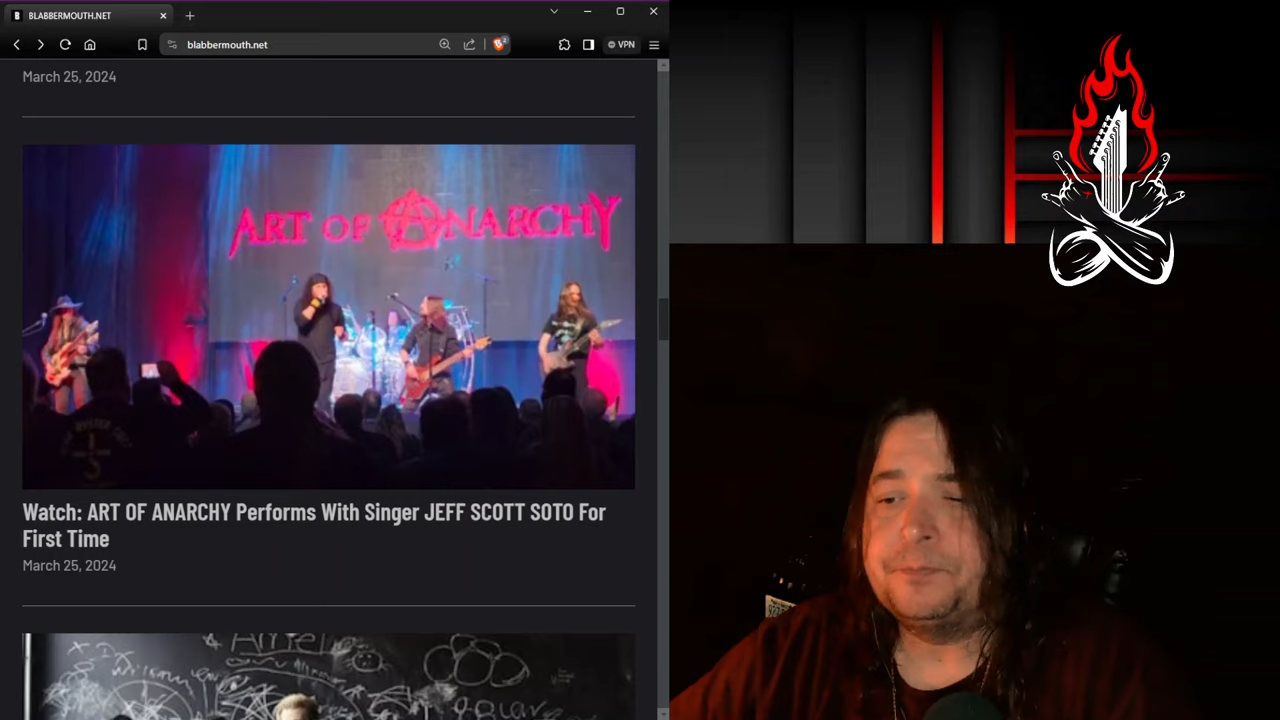 BLABBERMOUTH.NET
blabbermouth.net
VPN
March 25, 2024
ART OF ANARCHY
Watch: ART OF ANARCHY Performs With Singer JEFF SCOTT SOTO For
First Time
March 25, 2024